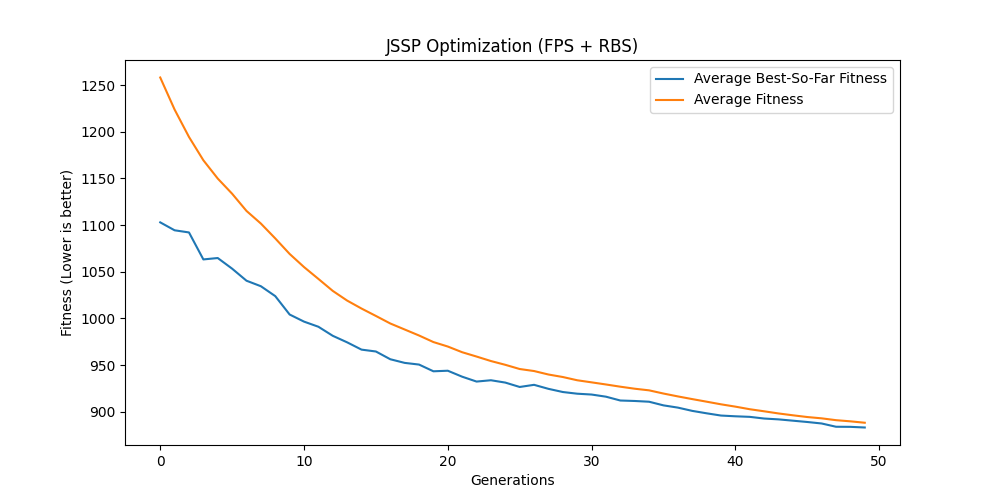 JSSP Optimization (FPS + RBS)
Average Best-So-Far Fitness
Average Fitness
Fitness (Lower is better)
1250
1200
1150
1100
1050
1000
950
900
0 10 20 30 40 50
Generations